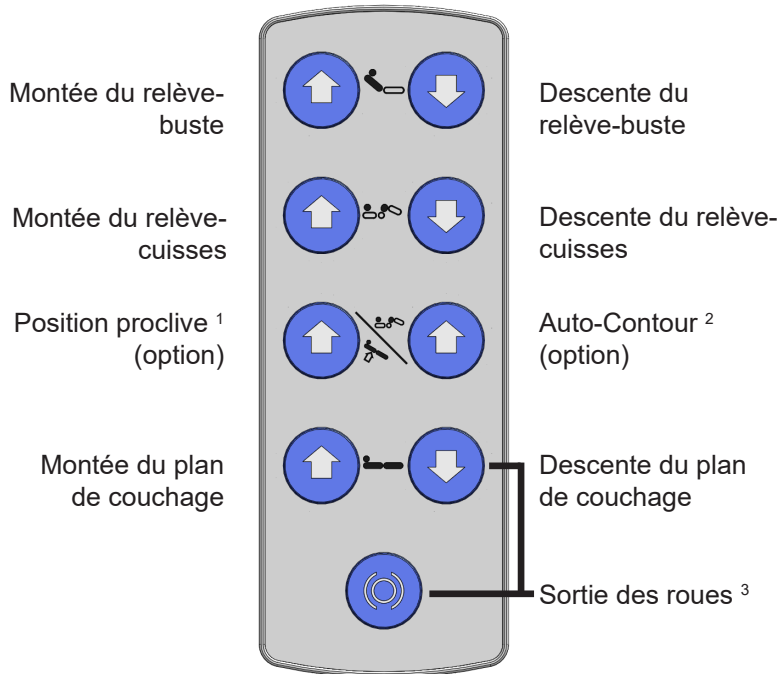 Montée du relève-
buste
Descente du
relève-buste
Montée du relève-
cuisses
Descente du relève-
cuisses
Position proclive ¹
(option)
Auto-Contour ²
(option)
Montée du plan
de couchage
Descente du plan
de couchage
Sortie des roues ³